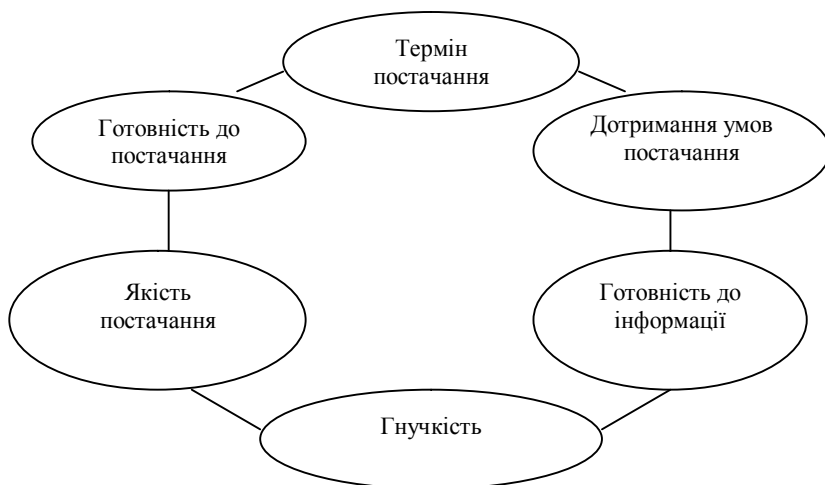 Термін
постачання
Готовність до
постачання
Дотримання умов
постачання
Якість
постачання
Готовність до
інформації
Гнучкість